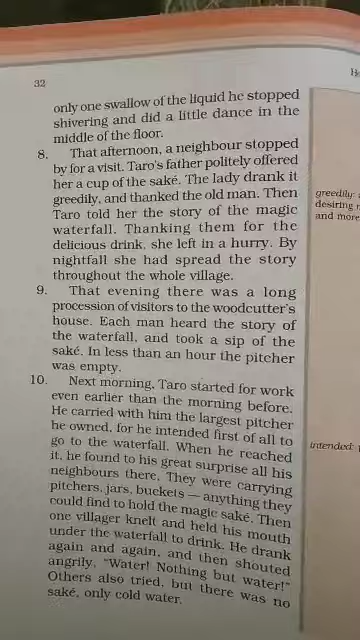 32
only one swallow of the liquid he stopped
shivering and did a little dance in the
middle of the floor.
8. That afternoon, a neighbour stopped
by for a visit. Taro's father politely offered
her a cup of the saké. The lady drank it
greedily, and thanked the old man. Then
Taro told her the story of the magic
waterfall. Thanking them for the
delicious drink, she left in a hurry. By
nightfall she had spread the story
throughout the whole village.
9. That evening there was a long
procession of visitors to the woodcutter's
house. Each man heard the story of
the waterfall, and took a sip of the
saké. In less than an hour the pitcher
was empty.
10. Next morning, Taro started for work
even earlier than the morning before.
He carried with him the largest pitcher
he owned, for he intended first of all to
go to the waterfall. When he reached
it, he found to his great surprise all his
neighbours there. They were carrying
pitchers, jars, buckets — anything they
could find to hold the magic saké. Then
one villager knelt and held his mouth
under the waterfall to drink. He drank
again and again, and then shouted
angrily, "Water! Nothing but water!"
Others also tried, but there was no
saké, only cold water.
greedily:
desiring
and more
intended: